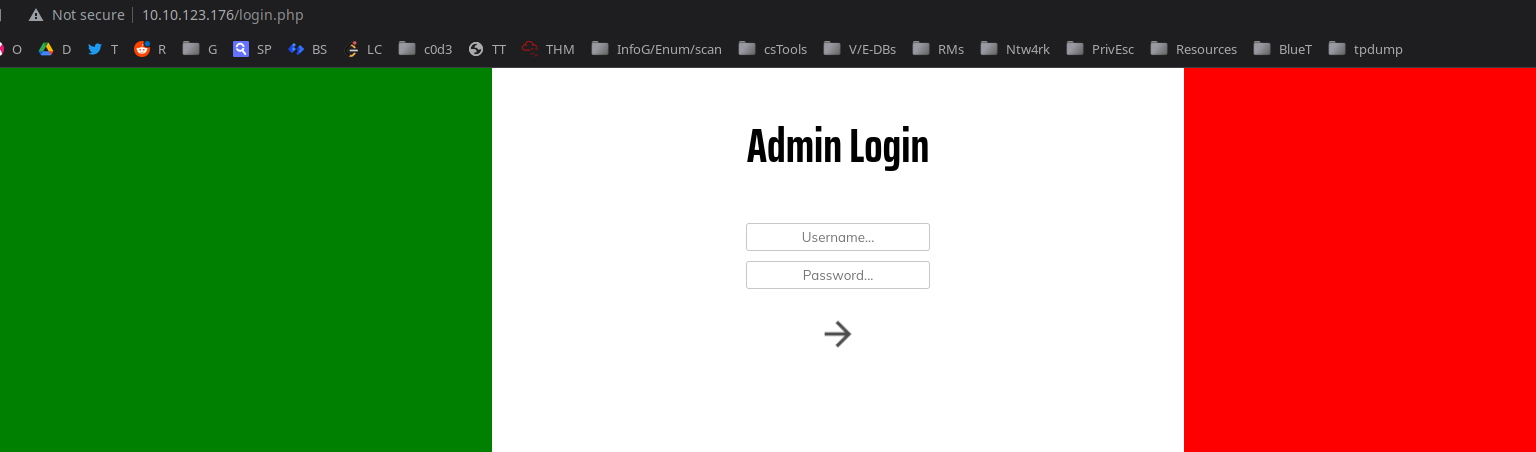 Not secure 10.10.123.176/login.php
O D T R G SP BS LC c0d3 TT THM InfoG/Enum/scan csTools V/E-DBs RMs Ntw4rk PrivEsc Resources BlueT tpdump
Admin Login
Username...
Password...